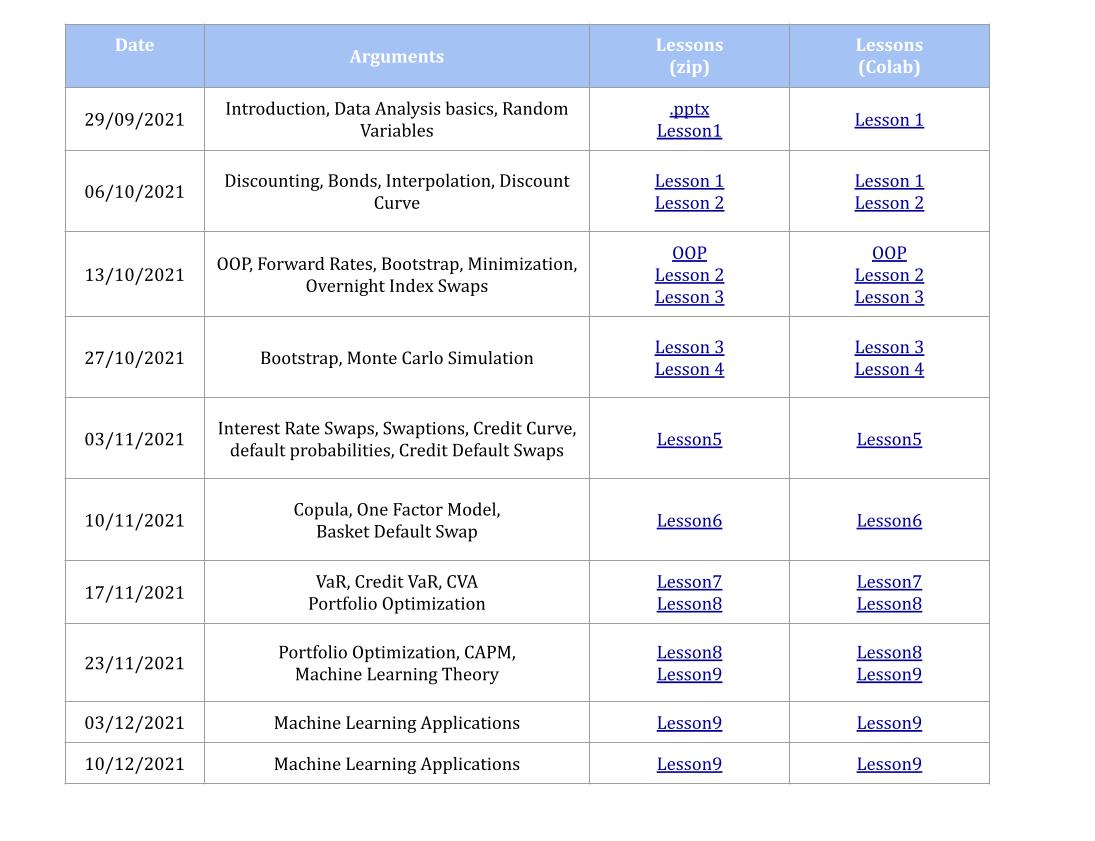 Date
Arguments
Lessons
(zip)
Lessons
(Colab)
29/09/2021
Introduction, Data Analysis basics, Random
Variables
.pptx
Lesson1
Lesson 1
06/10/2021
Discounting, Bonds, Interpolation, Discount
Curve
Lesson 1
Lesson 2
Lesson 1
Lesson 2
13/10/2021
OOP, Forward Rates, Bootstrap, Minimization,
Overnight Index Swaps
OOP
Lesson 2
Lesson 3
OOP
Lesson 2
Lesson 3
27/10/2021
Bootstrap, Monte Carlo Simulation
Lesson 3
Lesson 4
Lesson 3
Lesson 4
03/11/2021
Interest Rate Swaps, Swaptions, Credit Curve,
default probabilities, Credit Default Swaps
Lesson5
Lesson5
10/11/2021
Copula, One Factor Model,
Basket Default Swap
Lesson6
Lesson6
17/11/2021
VaR, Credit VaR, CVA
Portfolio Optimization
Lesson7
Lesson8
Lesson7
Lesson8
23/11/2021
Portfolio Optimization, CAPM,
Machine Learning Theory
Lesson8
Lesson9
Lesson8
Lesson9
03/12/2021
Machine Learning Applications
Lesson9
Lesson9
10/12/2021
Machine Learning Applications
Lesson9
Lesson9